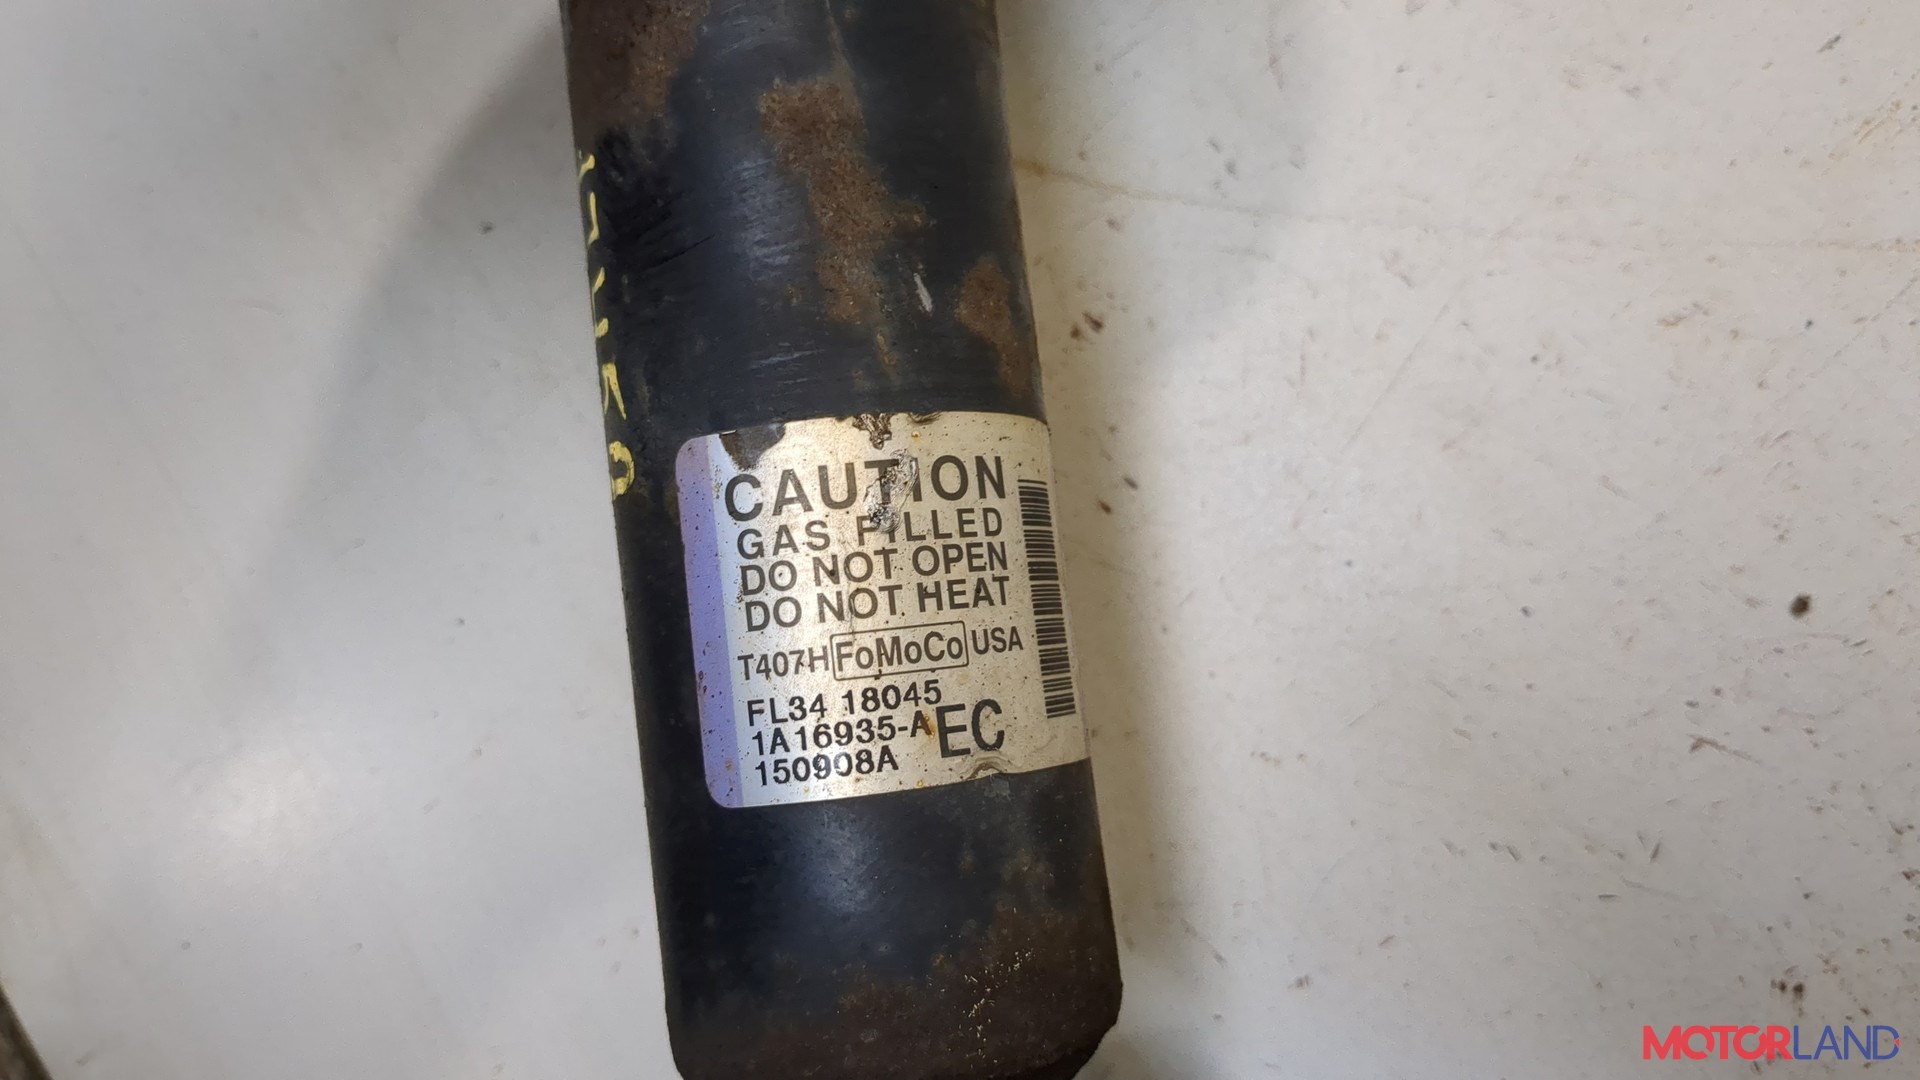 CAUTION
GAS FILLED
DO NOT OPEN
DO NOT HEAT
T407H FoMoCo USA
FL34 18045
1A16935-A EC
150908A
MOTORLAND